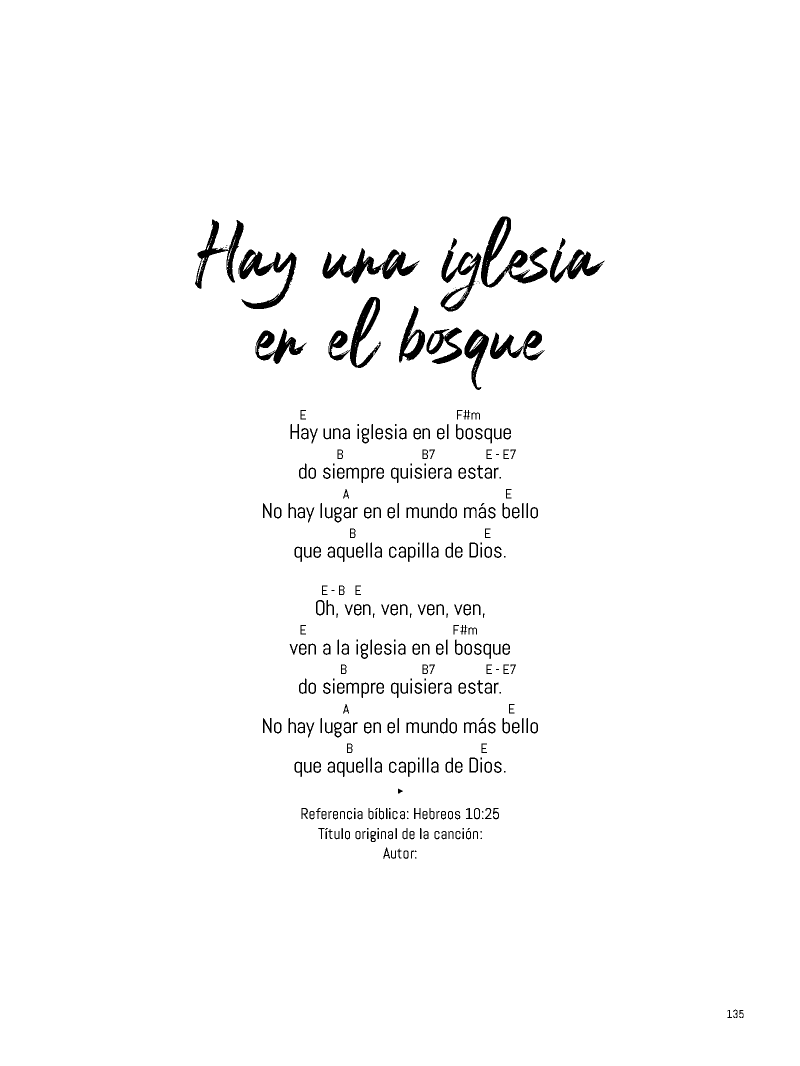 Hay una iglesia
en el bosque
E F#m
Hay una iglesia en el bosque
B B7 E - E7
do siempre quisiera estar.
A E
No hay lugar en el mundo más bello
B E
que aquella capilla de Dios.
E - B E
Oh, ven, ven, ven, ven,
E F#m
ven a la iglesia en el bosque
B B7 E - E7
do siempre quisiera estar.
A E
No hay lugar en el mundo más bello
B E
que aquella capilla de Dios.
Referencia bíblica: Hebreos 10:25
Título original de la canción:
Autor:
135